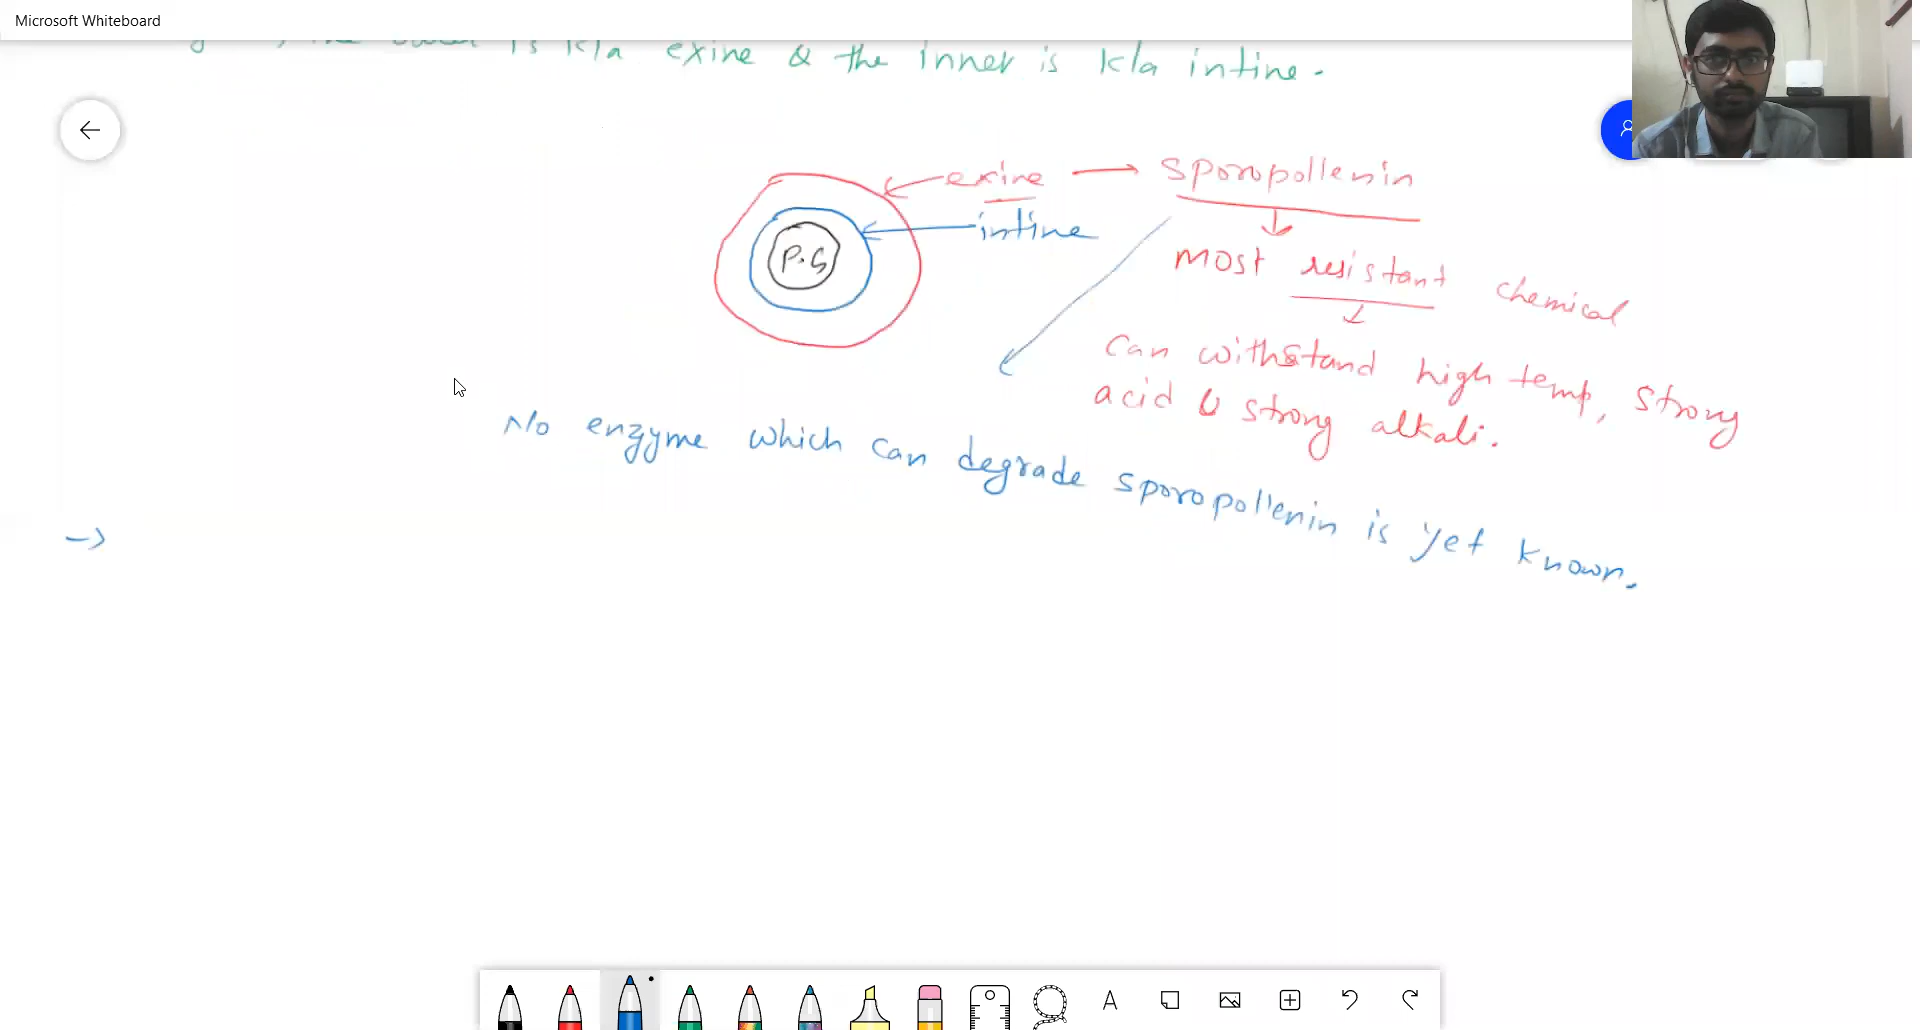 Microsoft Whiteboard
is k/a exine & the inner is k/a intine.
exine → sporopollenin
intine
P.G
most resistant chemical
can withstand high temp, strong
acid & strong alkali.
No enzyme which can degrade sporopollenin is yet known.
→
A